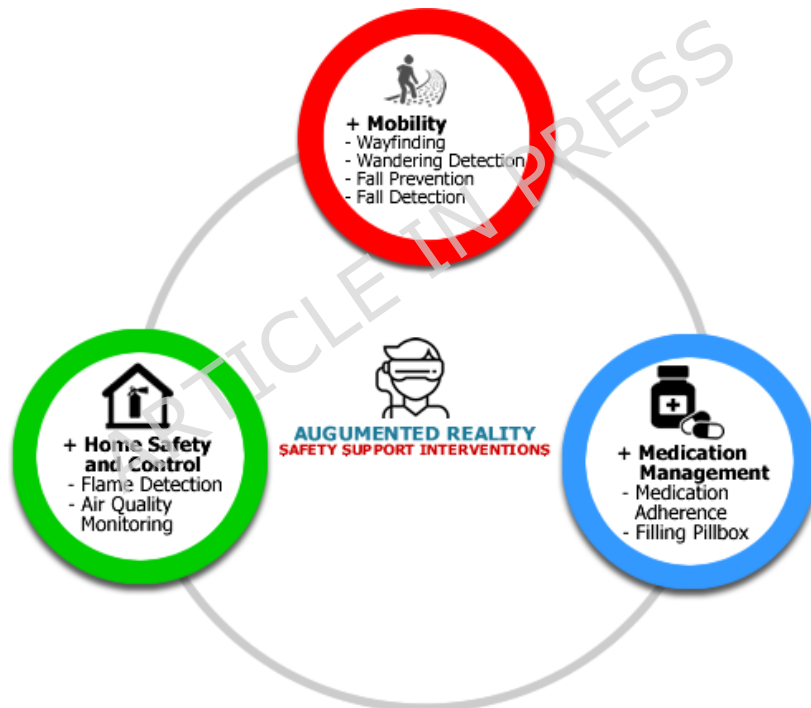 + Mobility
- Wayfinding
- Wandering Detection
- Fall Prevention
- Fall Detection
ARTICLE IN PRESS
AUGUMENTED REALITY
SAFETY SUPPORT INTERVENTIONS
+ Home Safety
and Control
- Flame Detection
- Air Quality
Monitoring
+ Medication
Management
- Medication
Adherence
- Filling Pillbox